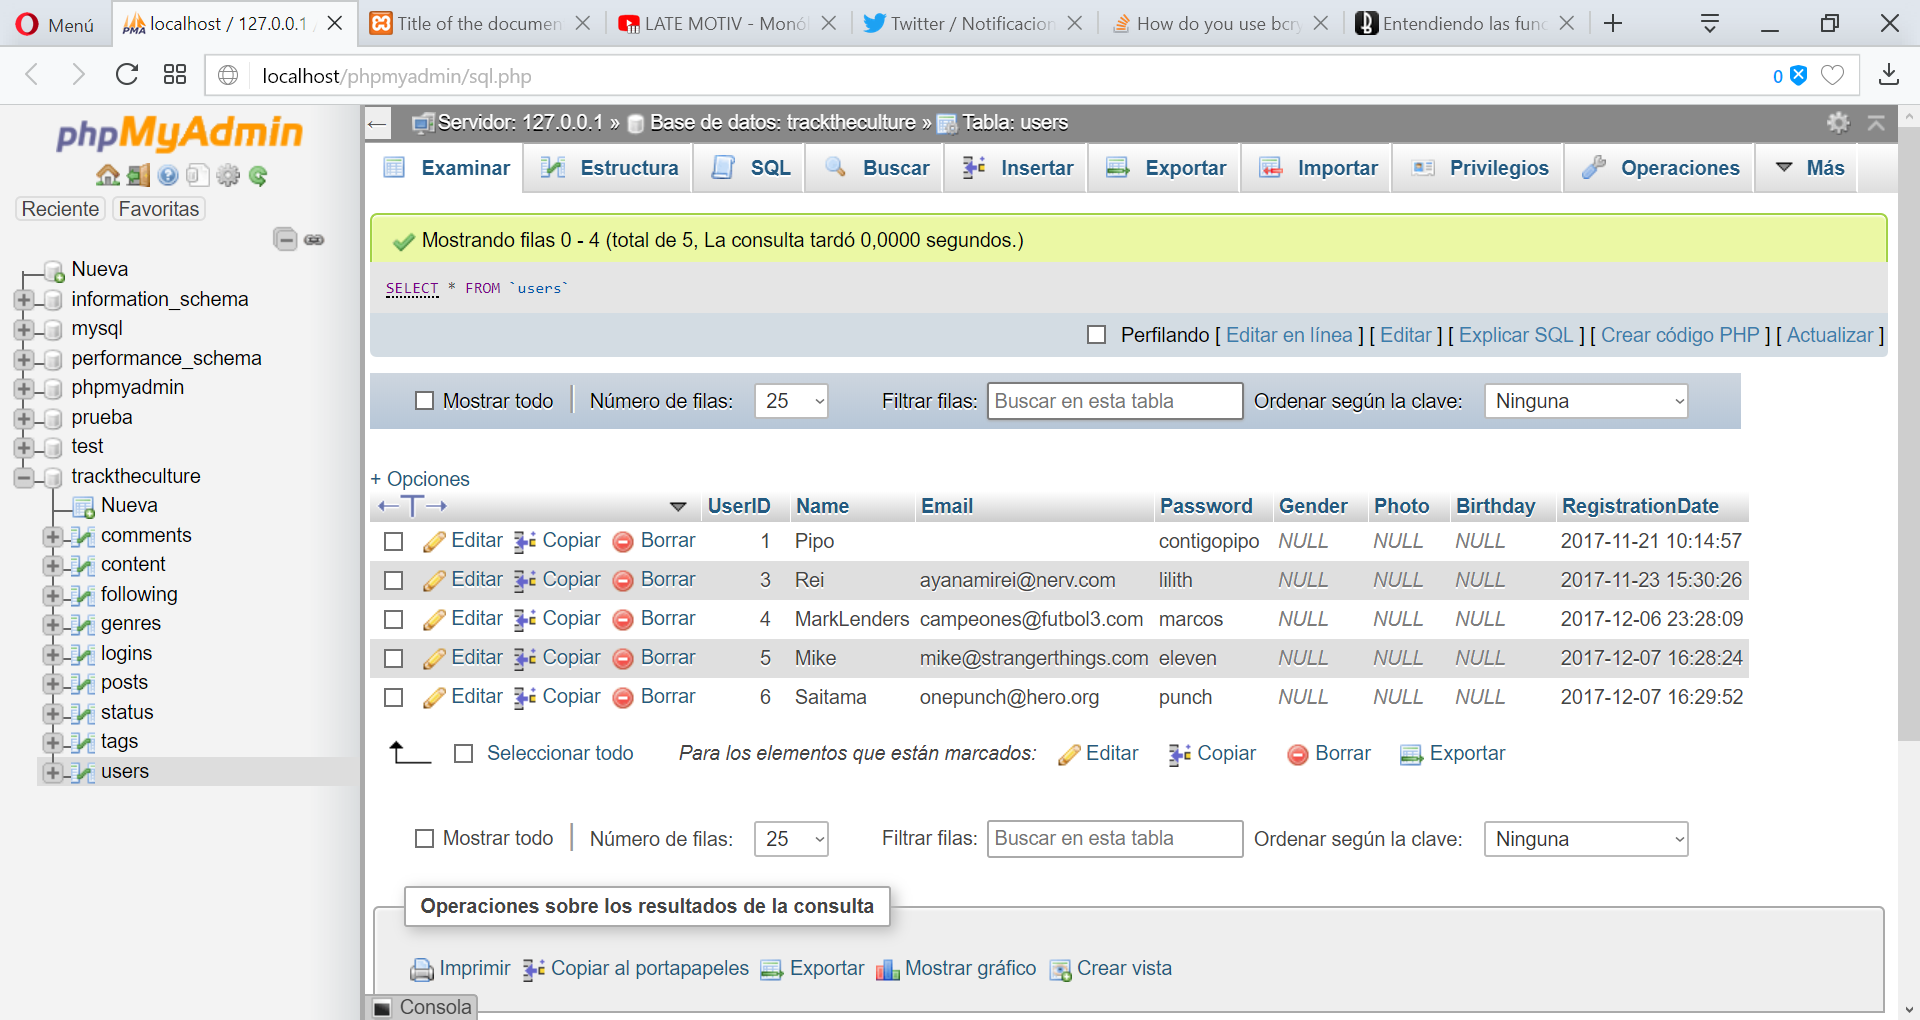 Menú
localhost / 127.0.0.1 /
Title of the documen
LATE MOTIV - Monól
Twitter / Notificacion
How do you use bcry
Entendiendo las func
localhost/phpmyadmin/sql.php
0
phpMyAdmin
Reciente Favoritas
Nueva
information_schema
mysql
performance_schema
phpmyadmin
prueba
test
tracktheculture
Nueva
comments
content
following
genres
logins
posts
status
tags
users
Servidor: 127.0.0.1 » Base de datos: tracktheculture » Tabla: users
Examinar Estructura SQL Buscar Insertar Exportar Importar Privilegios Operaciones Más
Mostrando filas 0 - 4 (total de 5, La consulta tardó 0,0000 segundos.)
SELECT * FROM `users`
Perfilando [ Editar en línea ] [ Editar ] [ Explicar SQL ] [ Crear código PHP ] [ Actualizar ]
Mostrar todo Número de filas: 25 Filtrar filas: Buscar en esta tabla Ordenar según la clave: Ninguna
+ Opciones
←T→ UserID Name Email Password Gender Photo Birthday RegistrationDate
Editar Copiar Borrar 1 Pipo contigopipo NULL NULL NULL 2017-11-21 10:14:57
Editar Copiar Borrar 3 Rei ayanamirei@nerv.com lilith NULL NULL NULL 2017-11-23 15:30:26
Editar Copiar Borrar 4 MarkLenders campeones@futbol3.com marcos NULL NULL NULL 2017-12-06 23:28:09
Editar Copiar Borrar 5 Mike mike@strangerthings.com eleven NULL NULL NULL 2017-12-07 16:28:24
Editar Copiar Borrar 6 Saitama onepunch@hero.org punch NULL NULL NULL 2017-12-07 16:29:52
Seleccionar todo Para los elementos que están marcados: Editar Copiar Borrar Exportar
Mostrar todo Número de filas: 25 Filtrar filas: Buscar en esta tabla Ordenar según la clave: Ninguna
Operaciones sobre los resultados de la consulta
Imprimir Copiar al portapapeles Exportar Mostrar gráfico Crear vista
Consola